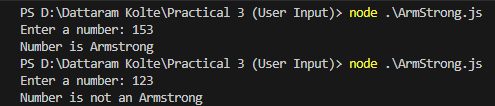 PS D:\Dattaram Kolte\Practical 3 (User Input)> node .\ArmStrong.js
Enter a number: 153
Number is Armstrong
PS D:\Dattaram Kolte\Practical 3 (User Input)> node .\ArmStrong.js
Enter a number: 123
Number is not an Armstrong